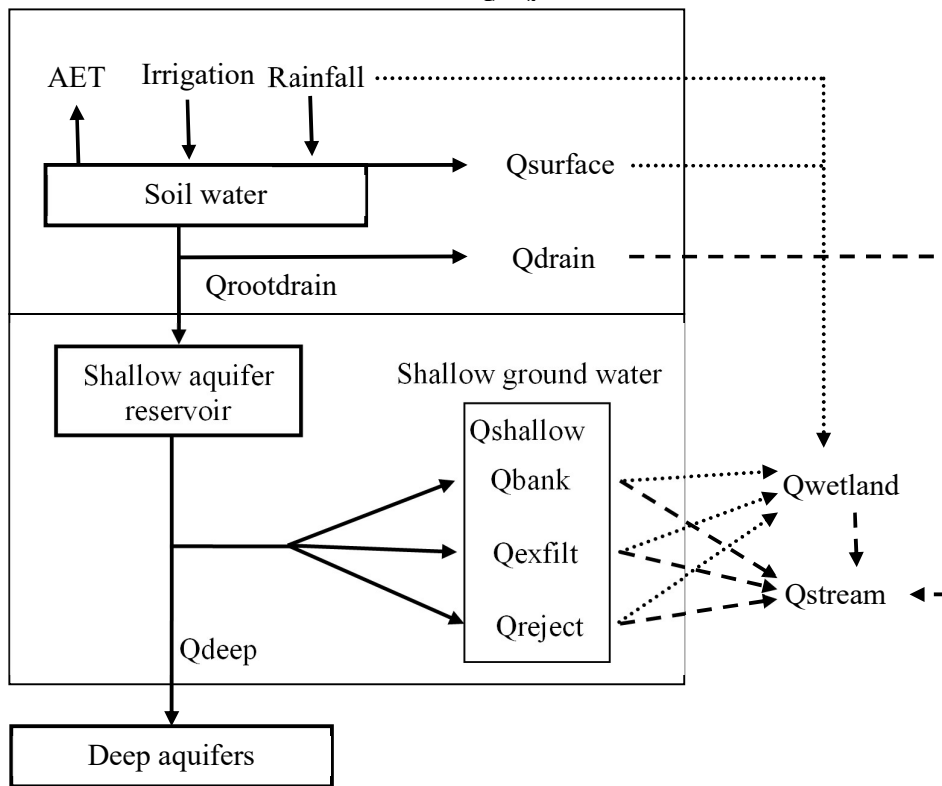 AET
Irrigation
Rainfall
Qsurface
Soil water
Qdrain
Qrootdrain
Shallow aquifer
reservoir
Shallow ground water
Qshallow
Qbank
Qwetland
Qexfilt
Qstream
Qreject
Qdeep
Deep aquifers